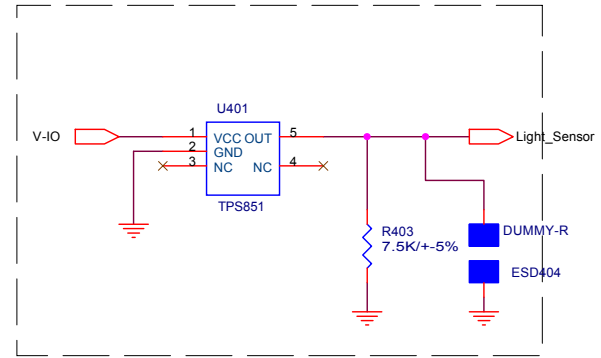 U401
V-IO
1
VCC OUT
5
Light_Sensor
2
GND
3
NC
NC
4
TPS851
R403
7.5K/+-5%
DUMMY-R
ESD404